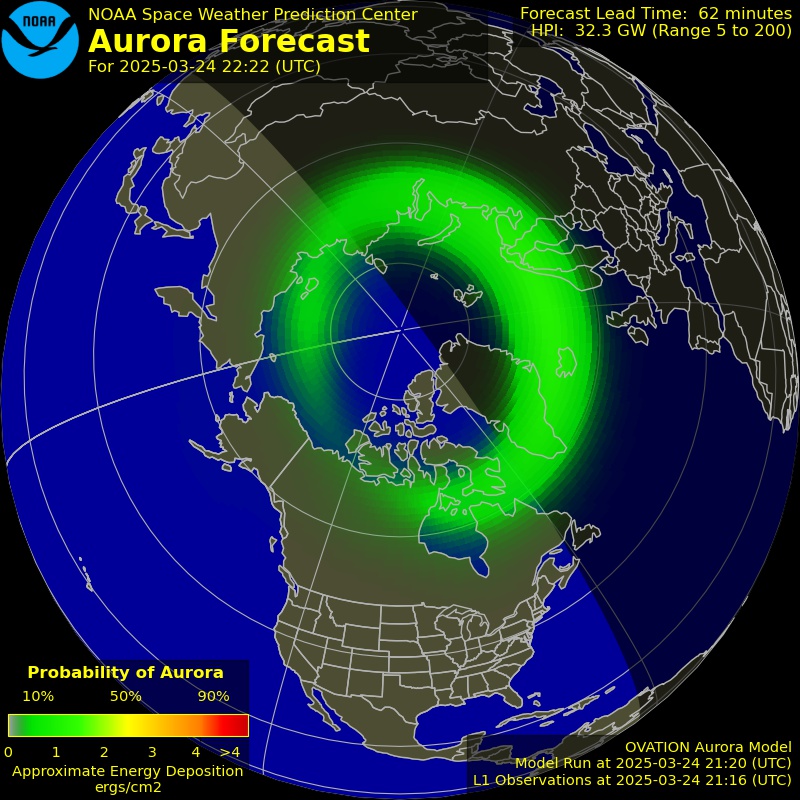 NOAA
NOAA Space Weather Prediction Center
Aurora Forecast
For 2025-03-24 22:22 (UTC)
Forecast Lead Time: 62 minutes
HPI: 32.3 GW (Range 5 to 200)
Probability of Aurora
10% 50% 90%
0 1 2 3 4 >4
Approximate Energy Deposition
ergs/cm2
OVATION Aurora Model
Model Run at 2025-03-24 21:20 (UTC)
L1 Observations at 2025-03-24 21:16 (UTC)